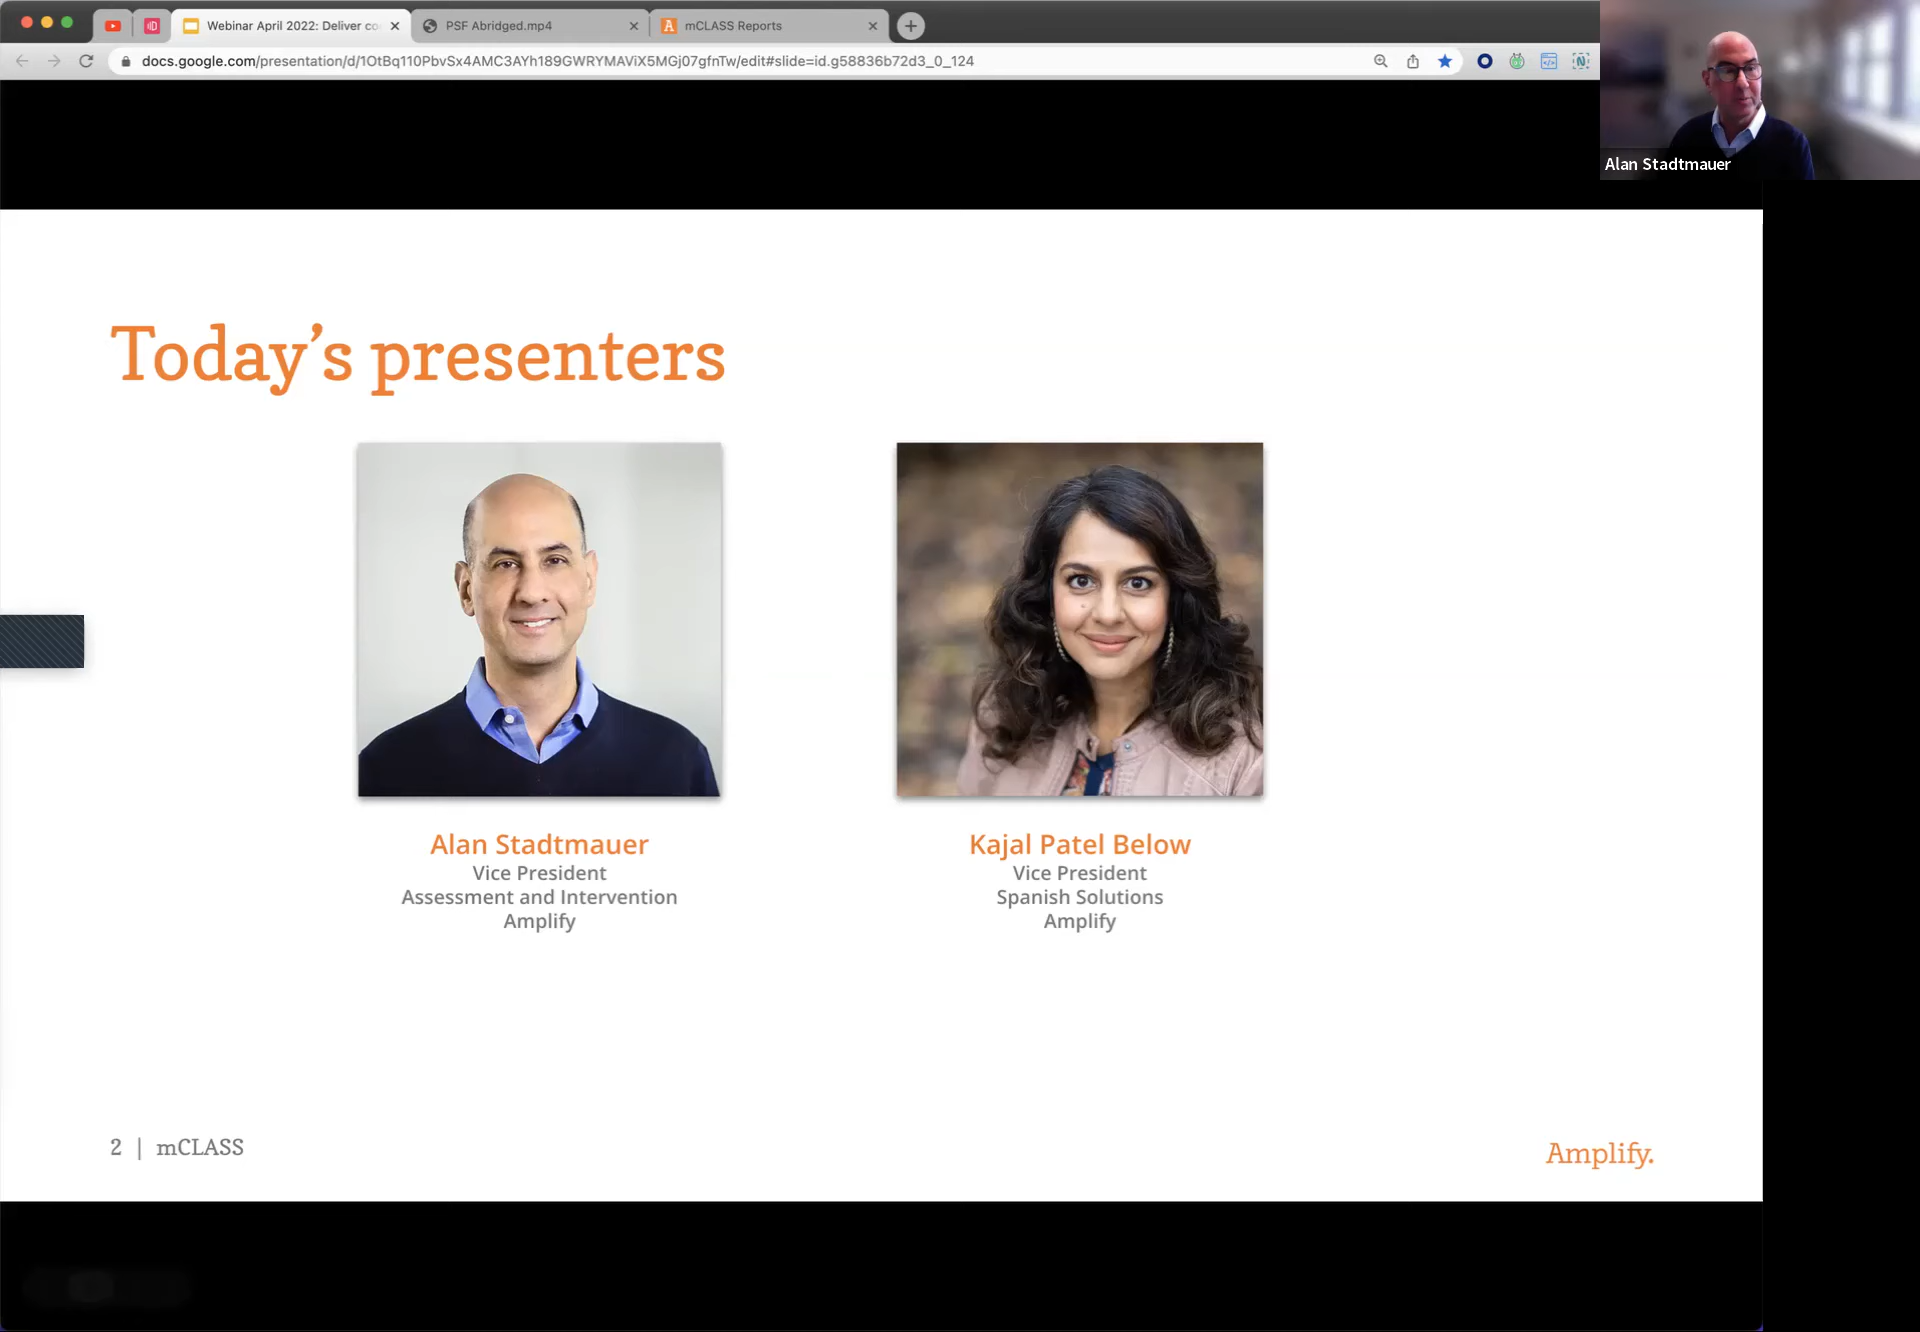 Webinar April 2022: Deliver co
PSF Abridged.mp4
mCLASS Reports
docs.google.com/presentation/d/1OtBq110PbvSx4AMC3AYh189GWRYMAViX5MGj07gfnTw/edit#slide=id.g58836b72d3_0_124
Alan Stadtmauer
Today's presenters
Alan Stadtmauer
Vice President
Assessment and Intervention
Amplify
Kajal Patel Below
Vice President
Spanish Solutions
Amplify
2 | mCLASS
Amplify.